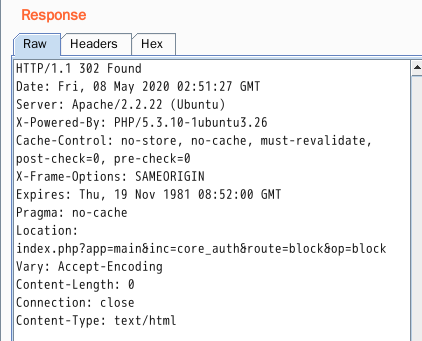 Response
Raw Headers Hex
HTTP/1.1 302 Found
Date: Fri, 08 May 2020 02:51:27 GMT
Server: Apache/2.2.22 (Ubuntu)
X-Powered-By: PHP/5.3.10-1ubuntu3.26
Cache-Control: no-store, no-cache, must-revalidate,
post-check=0, pre-check=0
X-Frame-Options: SAMEORIGIN
Expires: Thu, 19 Nov 1981 08:52:00 GMT
Pragma: no-cache
Location:
index.php?app=main&inc=core_auth&route=block&op=block
Vary: Accept-Encoding
Content-Length: 0
Connection: close
Content-Type: text/html